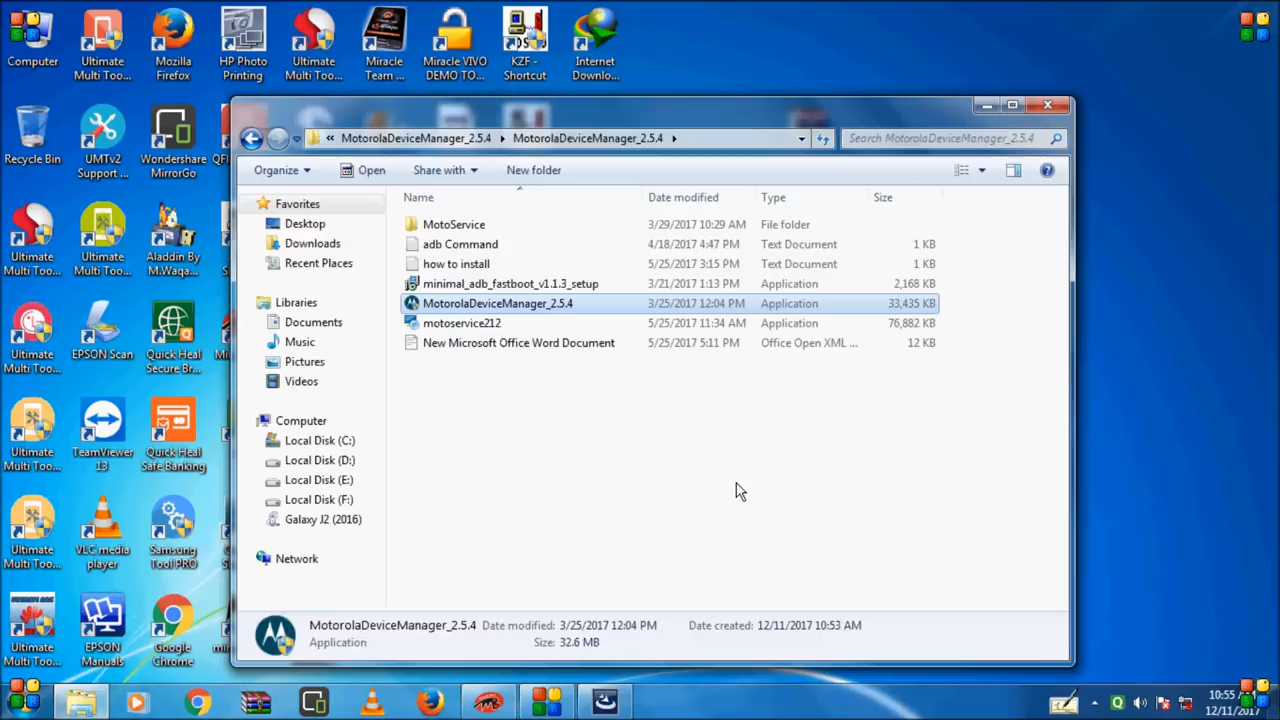 Computer
Ultimate Multi Too...
Mozilla Firefox
HP Photo Printing
Ultimate Multi Too...
Miracle Team ...
Miracle VIVO DEMO TO...
KZF - Shortcut
Internet Downlo...
Recycle Bin
UMTv2 Support ...
Wondershare MirrorGo
QFI
Ultimate Multi Too...
Ultimate Multi Too...
Aladdin By M.Waqa...
Ultimate Multi Too...
EPSON Scan
Quick Heal Secure Br...
Ultimate Multi Too...
TeamViewer 13
Quick Heal Safe Banking
Ultimate Multi Too...
VLC media player
Samsung Tool PRO
Ultimate Multi Too...
EPSON Manuals
Google Chrome
« MotorolaDeviceManager_2.5.4 MotorolaDeviceManager_2.5.4
Search MotorolaDeviceManager_2.5.4
Organize Open Share with New folder
Favorites
Desktop
Downloads
Recent Places
Libraries
Documents
Music
Pictures
Videos
Computer
Local Disk (C:)
Local Disk (D:)
Local Disk (E:)
Local Disk (F:)
Galaxy J2 (2016)
Network
Name Date modified Type Size
MotoService 3/29/2017 10:29 AM File folder
adb Command 4/18/2017 4:47 PM Text Document 1 KB
how to install 5/25/2017 3:15 PM Text Document 1 KB
minimal_adb_fastboot_v1.1.3_setup 3/21/2017 1:13 PM Application 2,168 KB
MotorolaDeviceManager_2.5.4 3/25/2017 12:04 PM Application 33,435 KB
motoservice212 5/25/2017 11:34 AM Application 76,882 KB
New Microsoft Office Word Document 5/25/2017 5:11 PM Office Open XML ... 12 KB
MotorolaDeviceManager_2.5.4 Date modified: 3/25/2017 12:04 PM Date created: 12/11/2017 10:53 AM
Application Size: 32.6 MB
10:55
12/11/2017